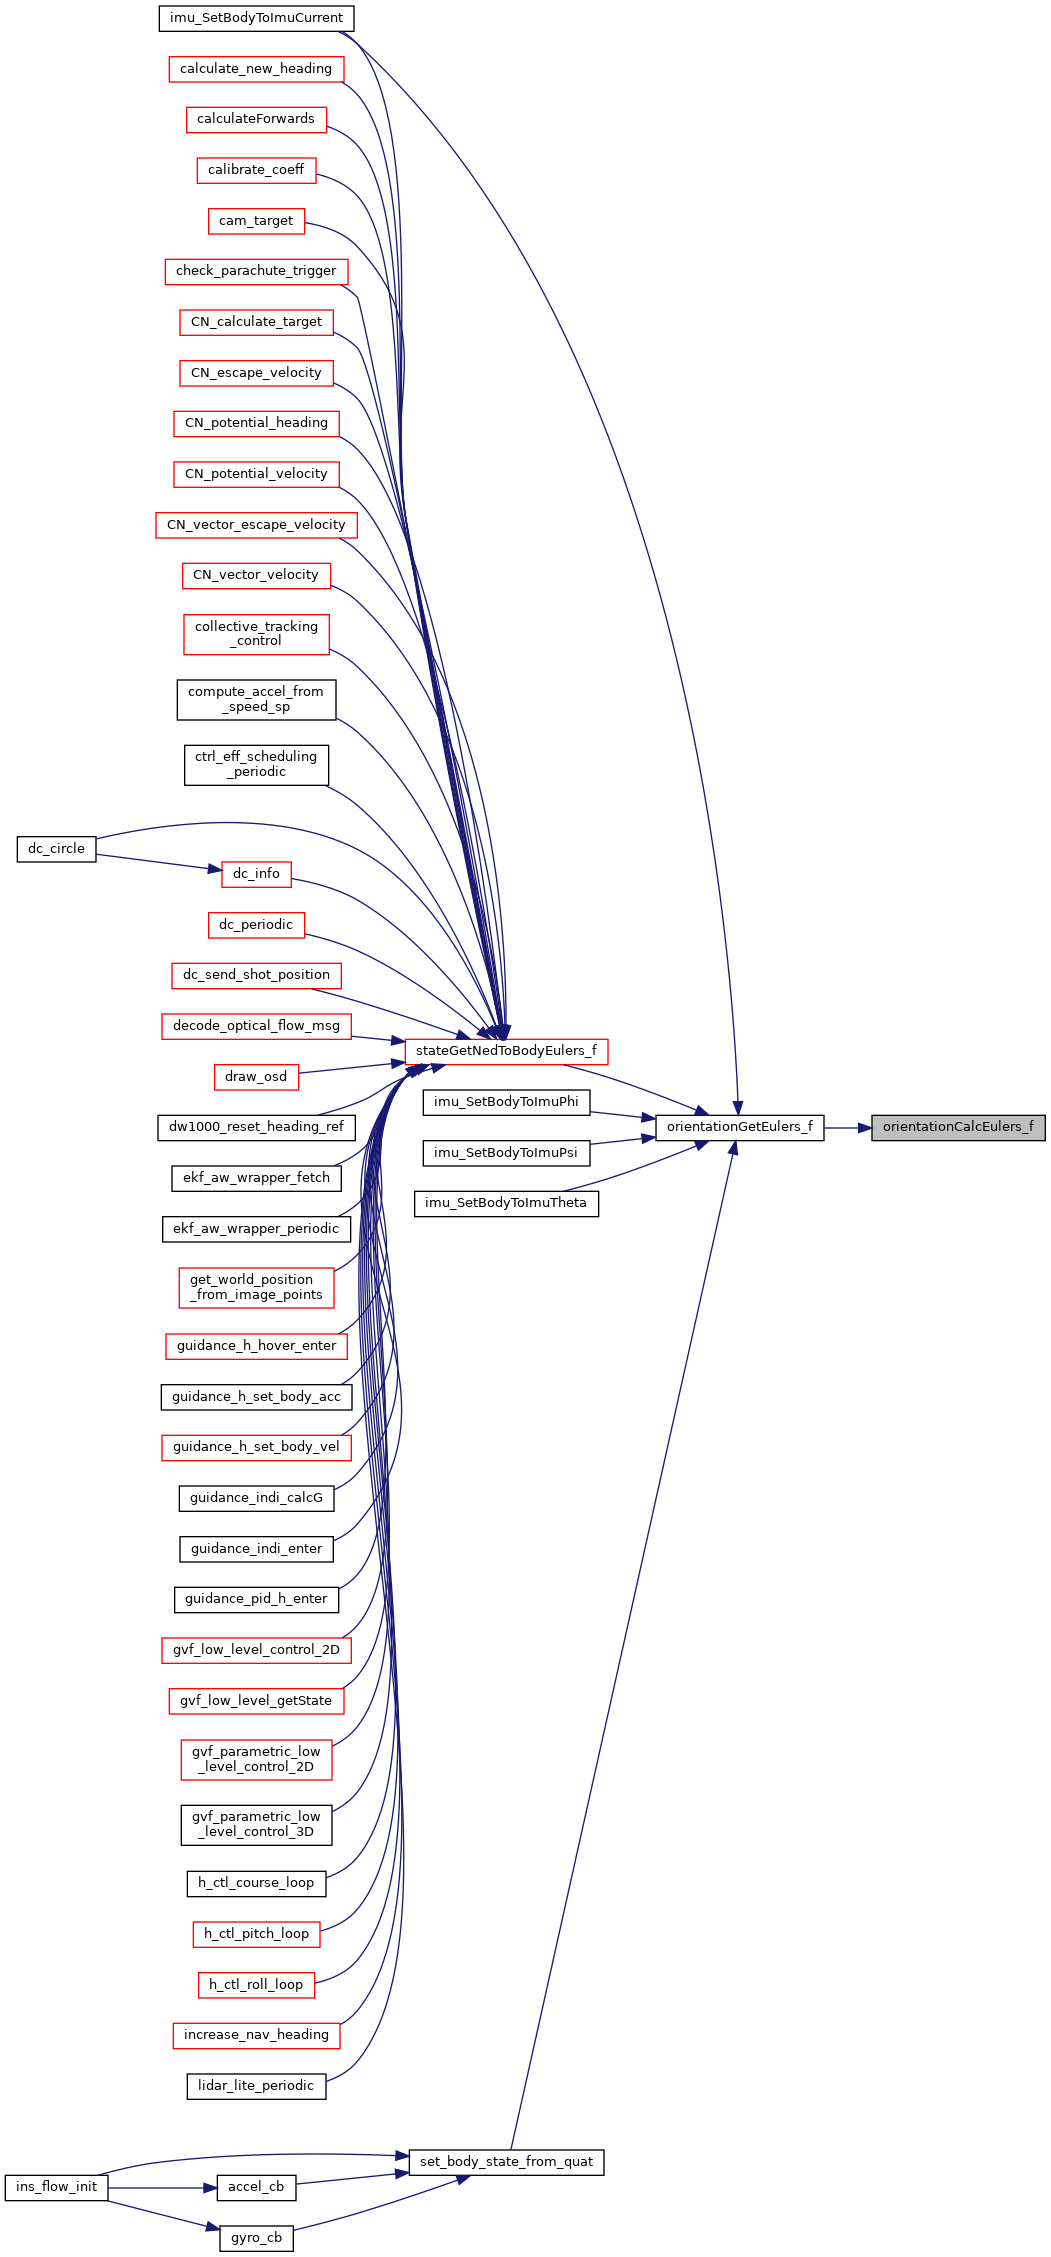 imu_SetBodyToImuCurrent
calculate_new_heading
calculateForwards
calibrate_coeff
cam_target
check_parachute_trigger
CN_calculate_target
CN_escape_velocity
CN_potential_heading
CN_potential_velocity
CN_vector_escape_velocity
CN_vector_velocity
collective_tracking
_control
compute_accel_from
_speed_sp
ctrl_eff_scheduling
_periodic
dc_circle
dc_info
dc_periodic
dc_send_shot_position
decode_optical_flow_msg
stateGetNedToBodyEulers_f
draw_osd
imu_SetBodyToImuPhi
dw1000_reset_heading_ref
orientationGetEulers_f
orientationCalcEulers_f
imu_SetBodyToImuPsi
ekf_aw_wrapper_fetch
imu_SetBodyToImuTheta
ekf_aw_wrapper_periodic
get_world_position
_from_image_points
guidance_h_hover_enter
guidance_h_set_body_acc
guidance_h_set_body_vel
guidance_indi_calcG
guidance_indi_enter
guidance_pid_h_enter
gvf_low_level_control_2D
gvf_low_level_getState
gvf_parametric_low
_level_control_2D
gvf_parametric_low
_level_control_3D
h_ctl_course_loop
h_ctl_pitch_loop
h_ctl_roll_loop
increase_nav_heading
lidar_lite_periodic
set_body_state_from_quat
ins_flow_init
accel_cb
gyro_cb